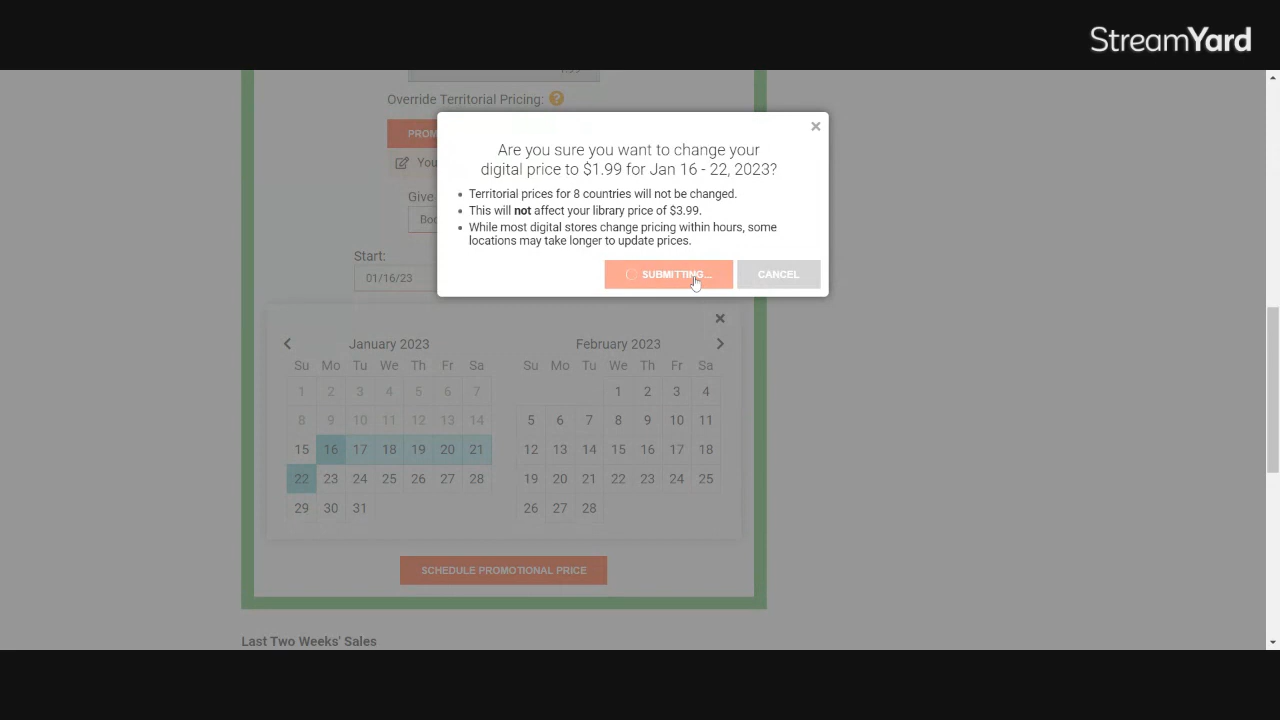 StreamYard
Override Territorial Pricing: ?
PROM
You
Give
Boo
Start:
01/16/23
Are you sure you want to change your
digital price to $1.99 for Jan 16 - 22, 2023?
Territorial prices for 8 countries will not be changed.
This will not affect your library price of $3.99.
While most digital stores change pricing within hours, some
locations may take longer to update prices.
SUBMITTING... CANCEL
January 2023 February 2023
Su Mo Tu We Th Fr Sa Su Mo Tu We Th Fr Sa
1 2 3 4 5 6 7 1 2 3 4
8 9 10 11 12 13 14 5 6 7 8 9 10 11
15 16 17 18 19 20 21 12 13 14 15 16 17 18
22 23 24 25 26 27 28 19 20 21 22 23 24 25
29 30 31 26 27 28
SCHEDULE PROMOTIONAL PRICE
Last Two Weeks' Sales